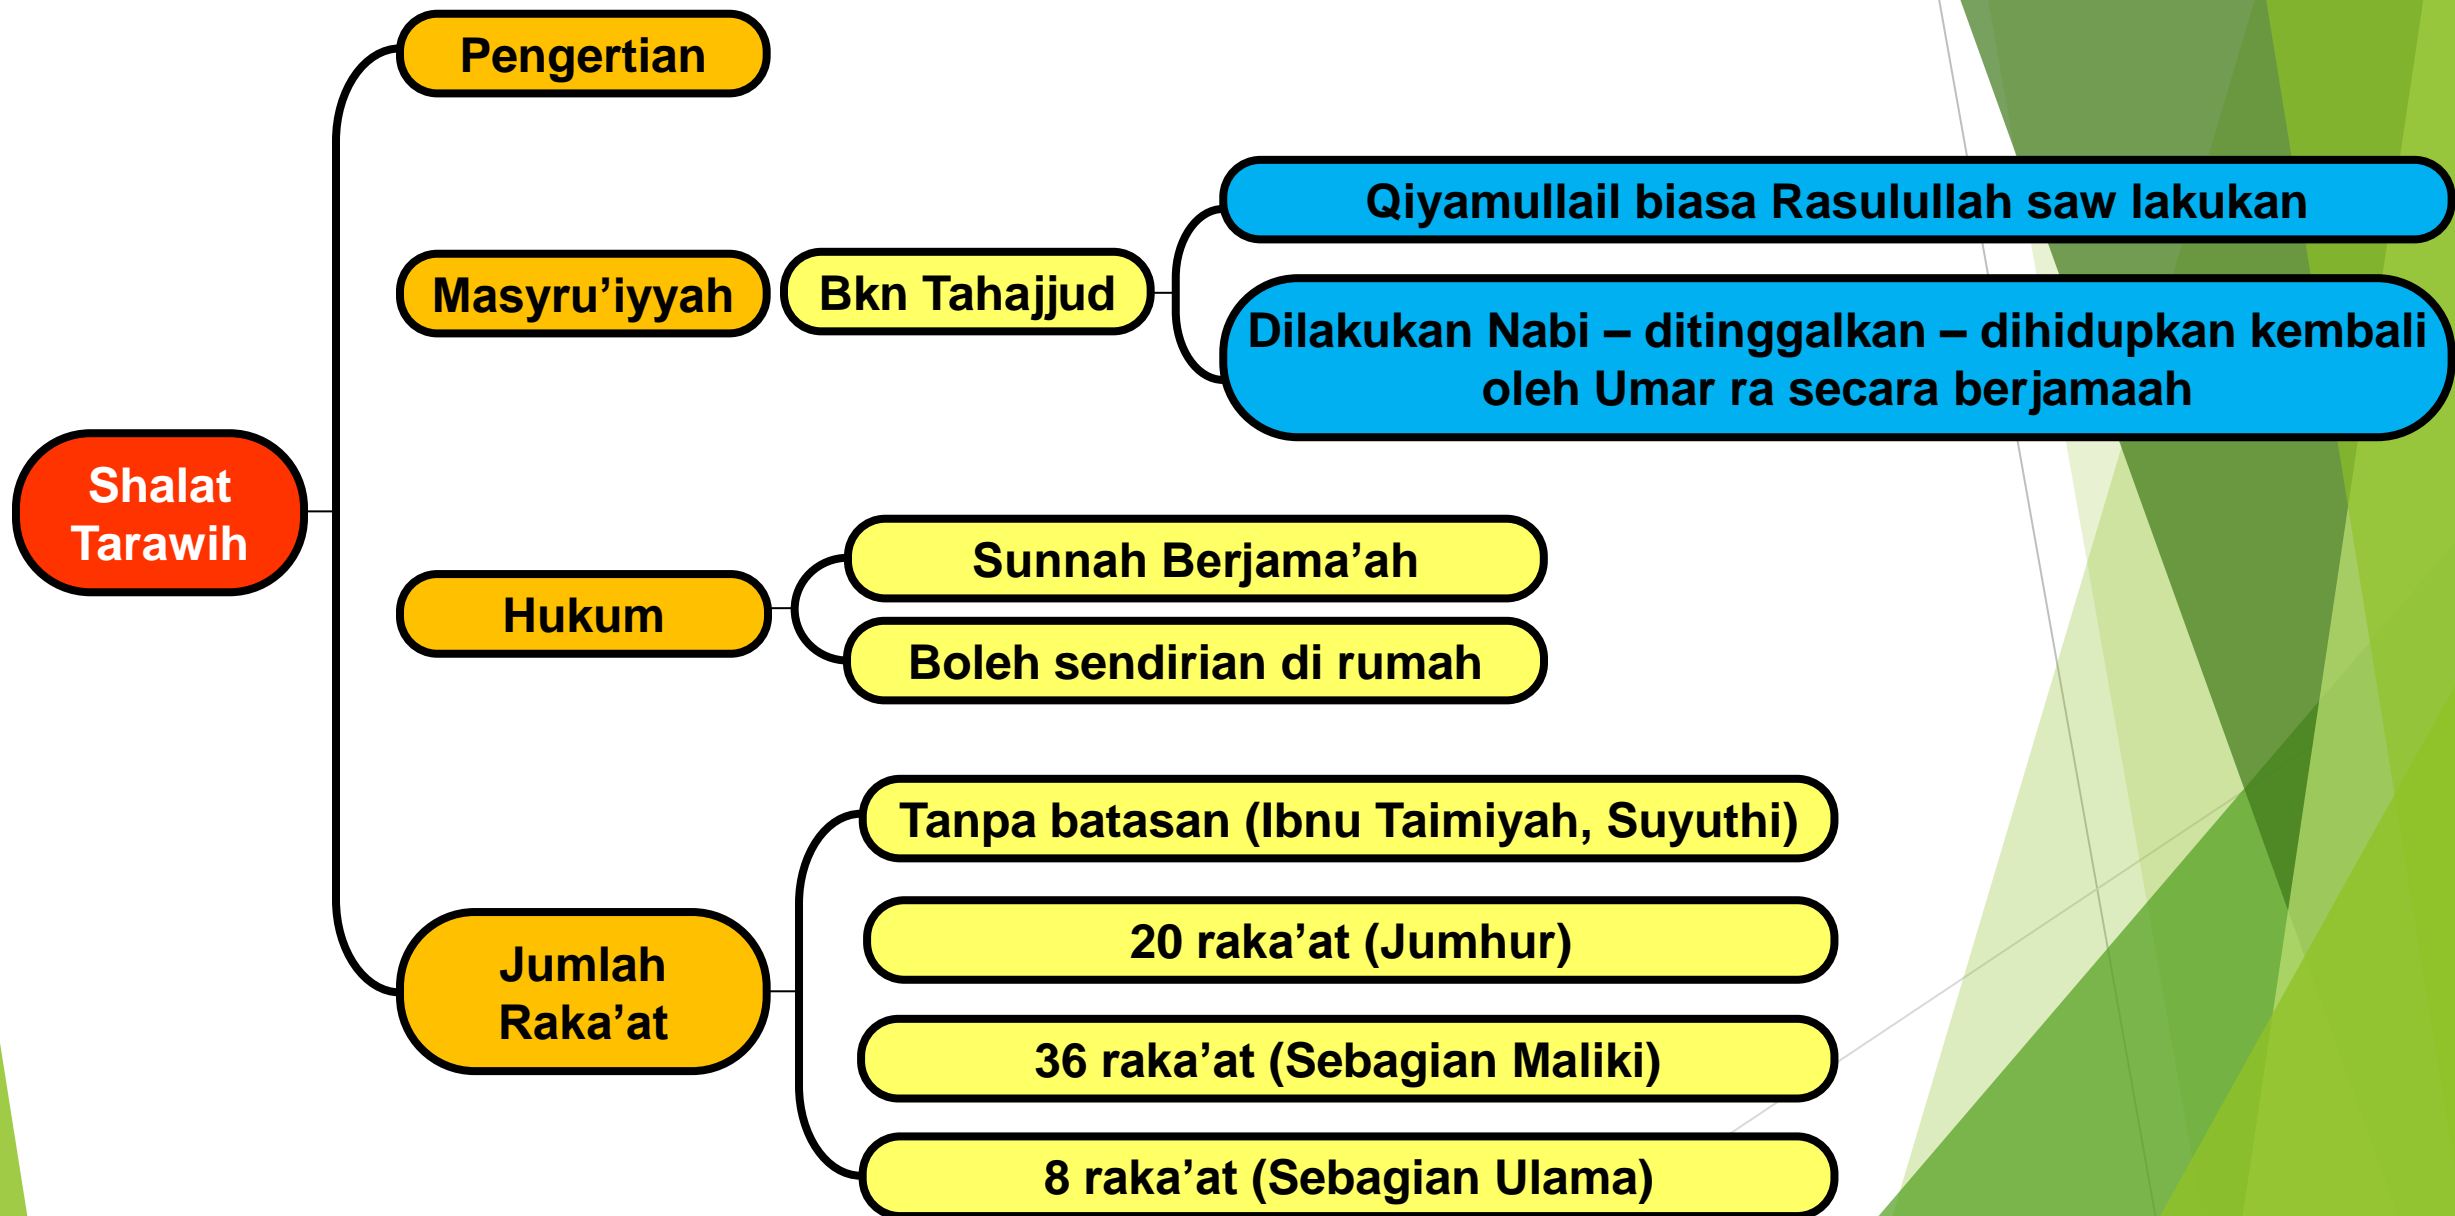 Shalat
Tarawih
Pengertian
Masyru’iyyah
Bkn Tahajjud
Qiyamullail biasa Rasulullah saw lakukan
Dilakukan Nabi – ditinggalkan – dihidupkan kembali
oleh Umar ra secara berjamaah
Hukum
Sunnah Berjama’ah
Boleh sendirian di rumah
Jumlah
Raka’at
Tanpa batasan (Ibnu Taimiyah, Suyuthi)
20 raka’at (Jumhur)
36 raka’at (Sebagian Maliki)
8 raka’at (Sebagian Ulama)